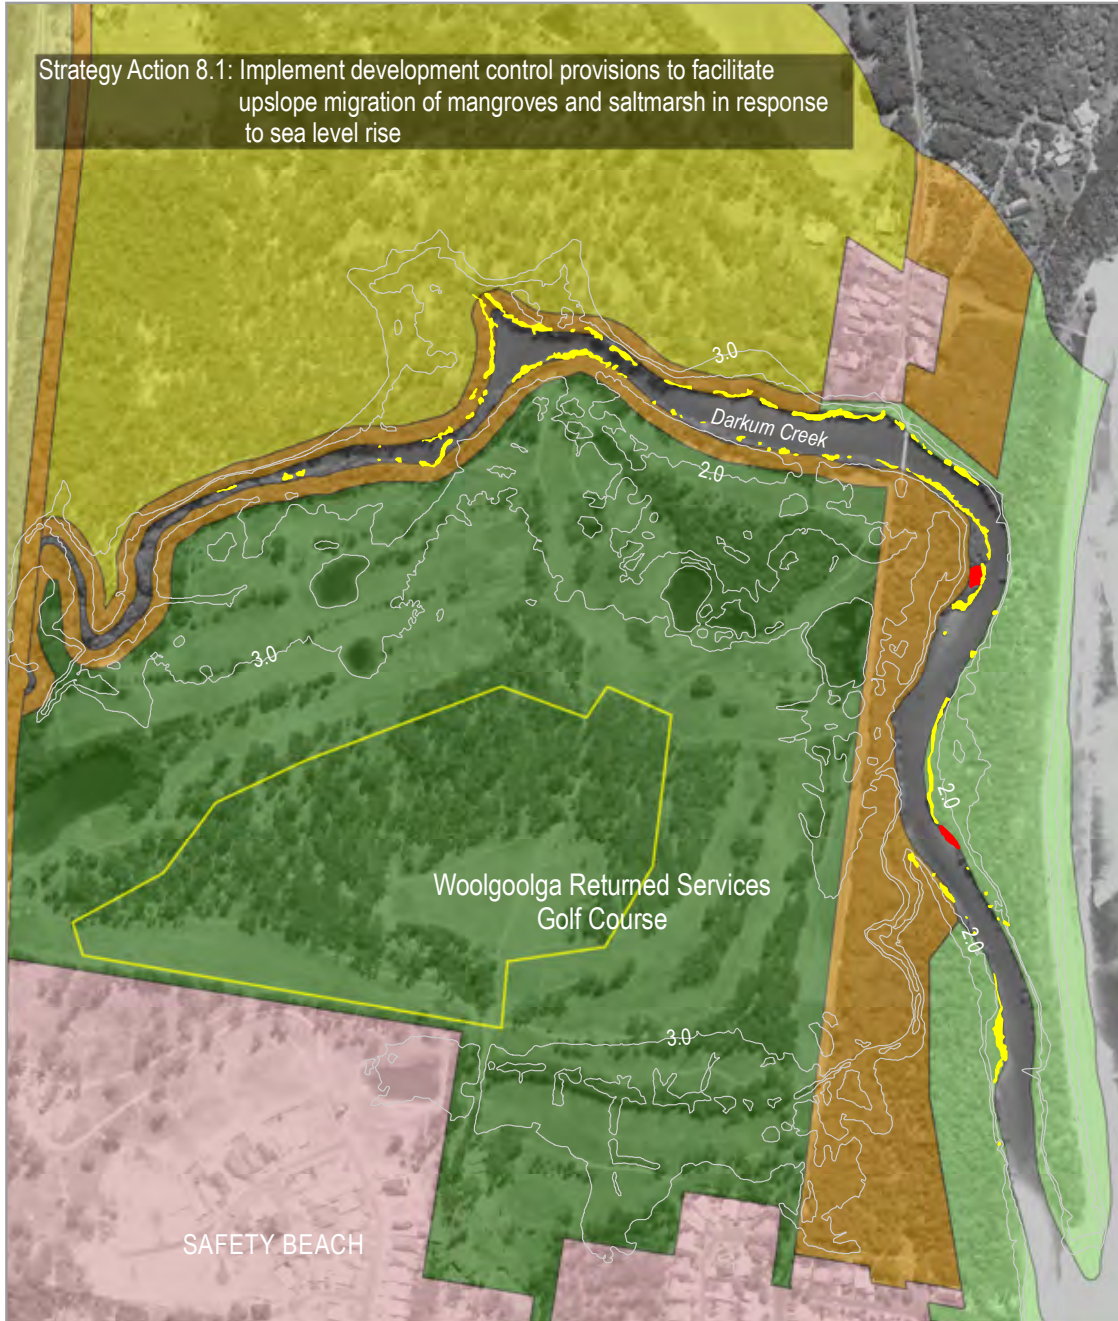 Strategy Action 8.1: Implement development control provisions to facilitate
upslope migration of mangroves and saltmarsh in response
to sea level rise
3.0
Darkum Creek
2.0
3.0
2.0
Woolgoolga Returned Services
Golf Course
2.0
3.0
SAFETY BEACH